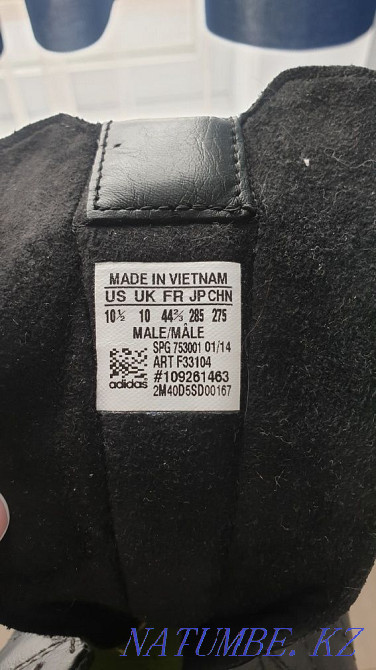 MADE IN VIETNAM
US UK FR JP CHN
10½ 10 44⅔ 285 275
MALE/MÂLE
SPG 753001 01/14
ART F33104
#109261463
adidas 2M40D5SD00167
NATUMBE. KZ